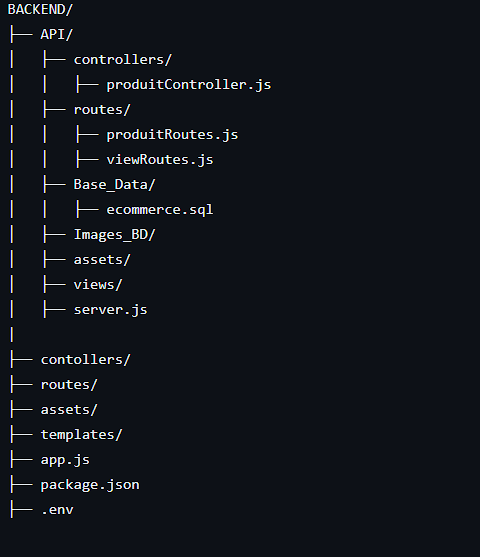 BACKEND/
├── API/
│   ├── controllers/
│   │   ├── produitController.js
│   ├── routes/
│   │   ├── produitRoutes.js
│   │   ├── viewRoutes.js
│   ├── Base_Data/
│   │   ├── ecommerce.sql
│   ├── Images_BD/
│   ├── assets/
│   ├── views/
│   ├── server.js
|
├── contollers/
├── routes/
├── assets/
├── templates/
├── app.js
├── package.json
├── .env